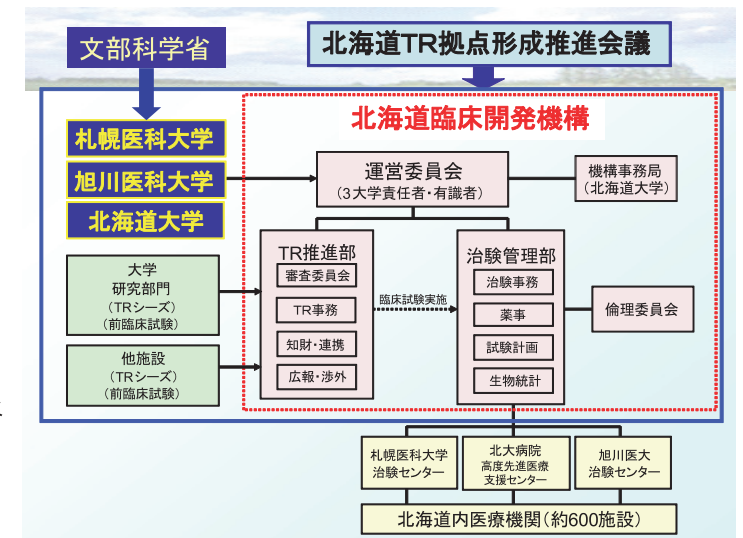 文部科学省
北海道TR拠点形成推進会議
北海道臨床開発機構
札幌医科大学
旭川医科大学
北海道大学
運営委員会
(3大学責任者・有識者)
機構事務局
(北海道大学)
大学
研究部門
(TRシーズ)
(前臨床試験)
他施設
(TRシーズ)
(前臨床試験)
TR推進部
審査委員会
TR事務
知財・連携
広報・渉外
臨床試験実施
治験管理部
治験事務
薬事
試験計画
生物統計
倫理委員会
札幌医科大学
治験センター
北大病院
高度先進医療
支援センター
旭川医大
治験センター
北海道内医療機関(約600施設)